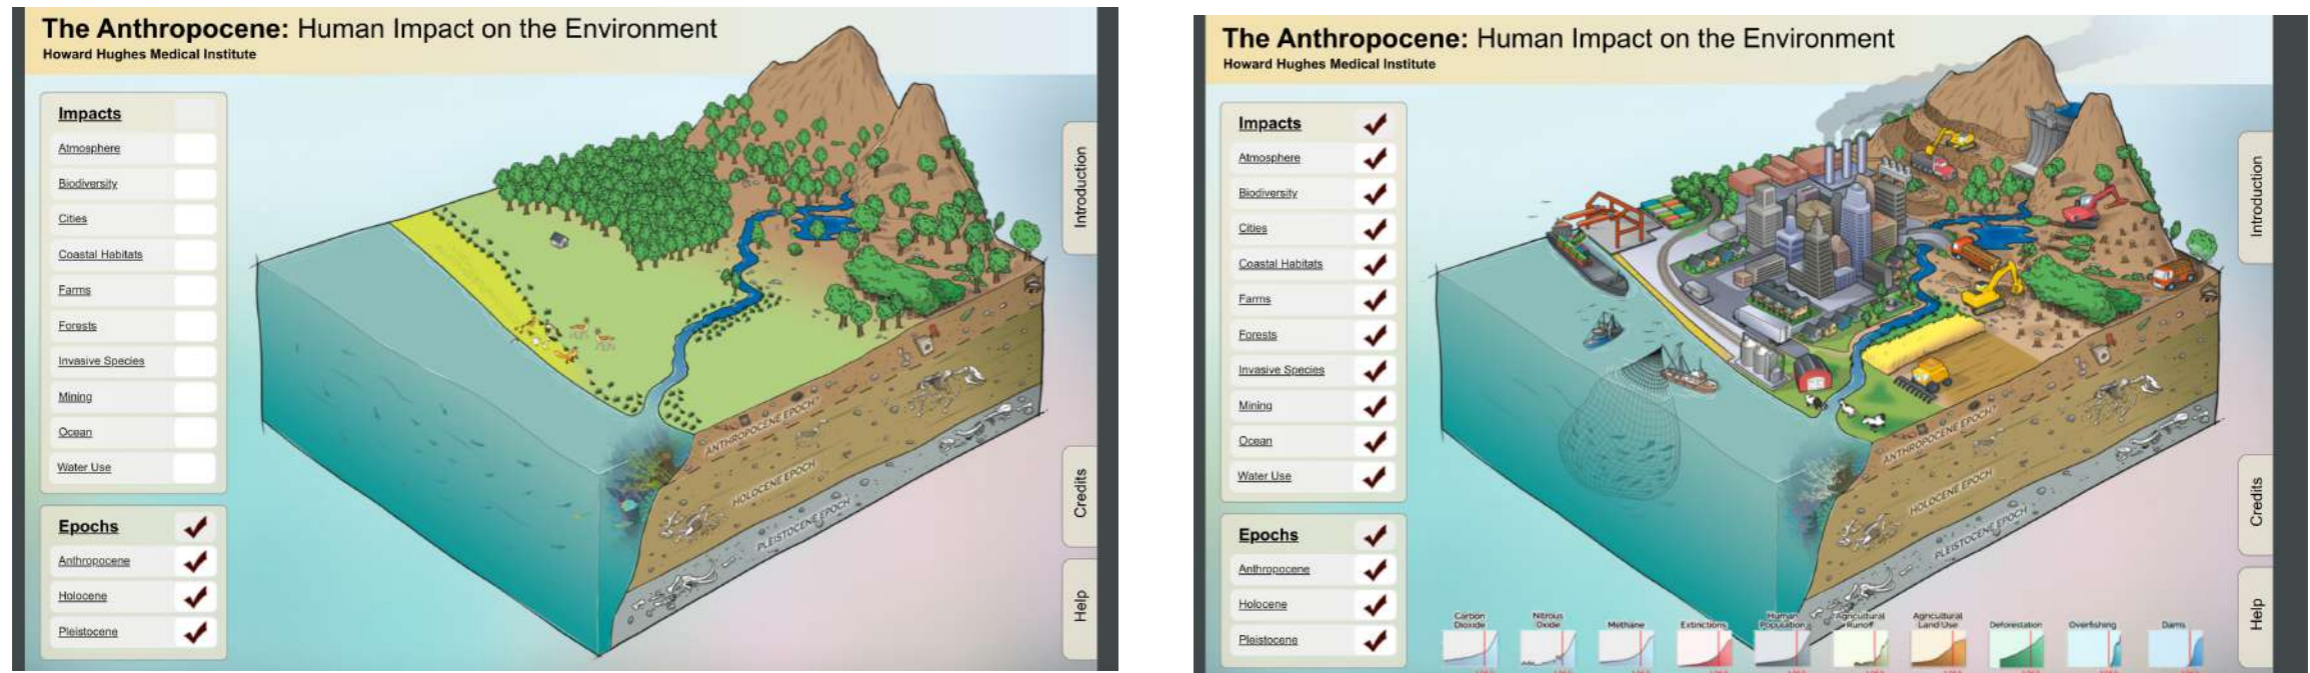 The Anthropocene: Human Impact on the Environment
Howard Hughes Medical Institute
Impacts
Atmosphere
Biodiversity
Cities
Coastal Habitats
Farms
Forests
Invasive Species
Mining
Ocean
Water Use
Epochs
Anthropocene
Holocene
Pleistocene
ANTHROPOCENE EPOCH?
HOLOCENE EPOCH
PLEISTOCENE EPOCH
Introduction
Credits
Help
The Anthropocene: Human Impact on the Environment
Howard Hughes Medical Institute
Impacts
Atmosphere
Biodiversity
Cities
Coastal Habitats
Farms
Forests
Invasive Species
Mining
Ocean
Water Use
Epochs
Anthropocene
Holocene
Pleistocene
ANTHROPOCENE EPOCH?
HOLOCENE EPOCH
PLEISTOCENE EPOCH
Carbon
Dioxide
Nitrous
Oxide
Methane
Extinctions
Human
Population
Agricultural
Runoff
Agricultural
Land Use
Deforestation
Overfishing
Dams
Introduction
Credits
Help